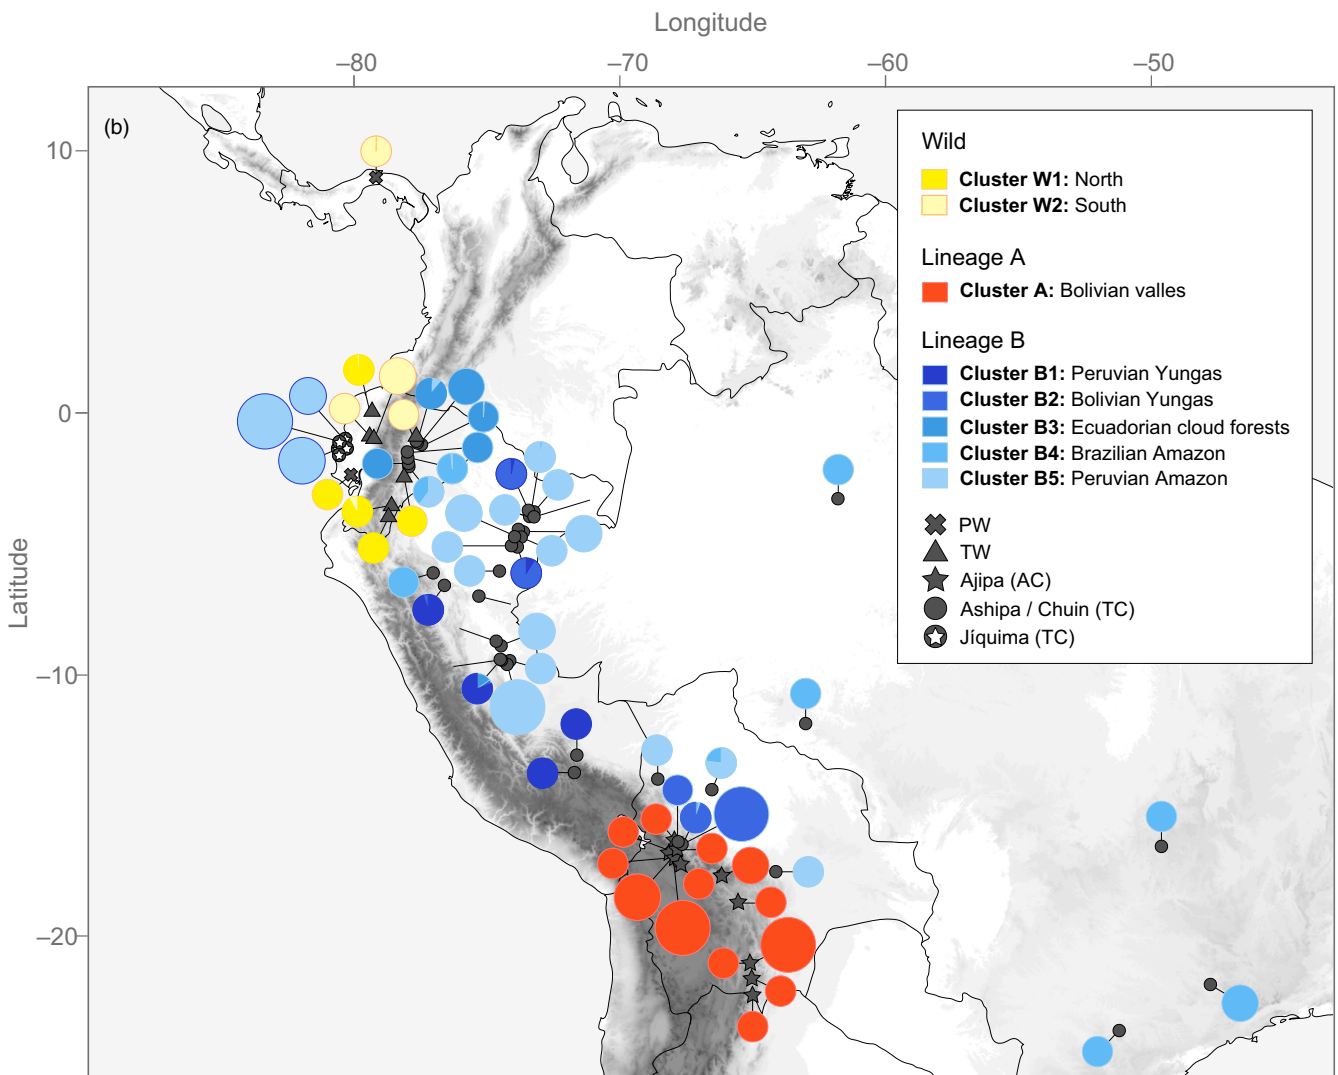 Longitude
–80
–70
–60
–50
(b)
10
0
–10
–20
Latitude
Wild
Cluster W1: North
Cluster W2: South
Lineage A
Cluster A: Bolivian valles
Lineage B
Cluster B1: Peruvian Yungas
Cluster B2: Bolivian Yungas
Cluster B3: Ecuadorian cloud forests
Cluster B4: Brazilian Amazon
Cluster B5: Peruvian Amazon
PW
TW
Ajipa (AC)
Ashipa / Chuin (TC)
Jíquima (TC)